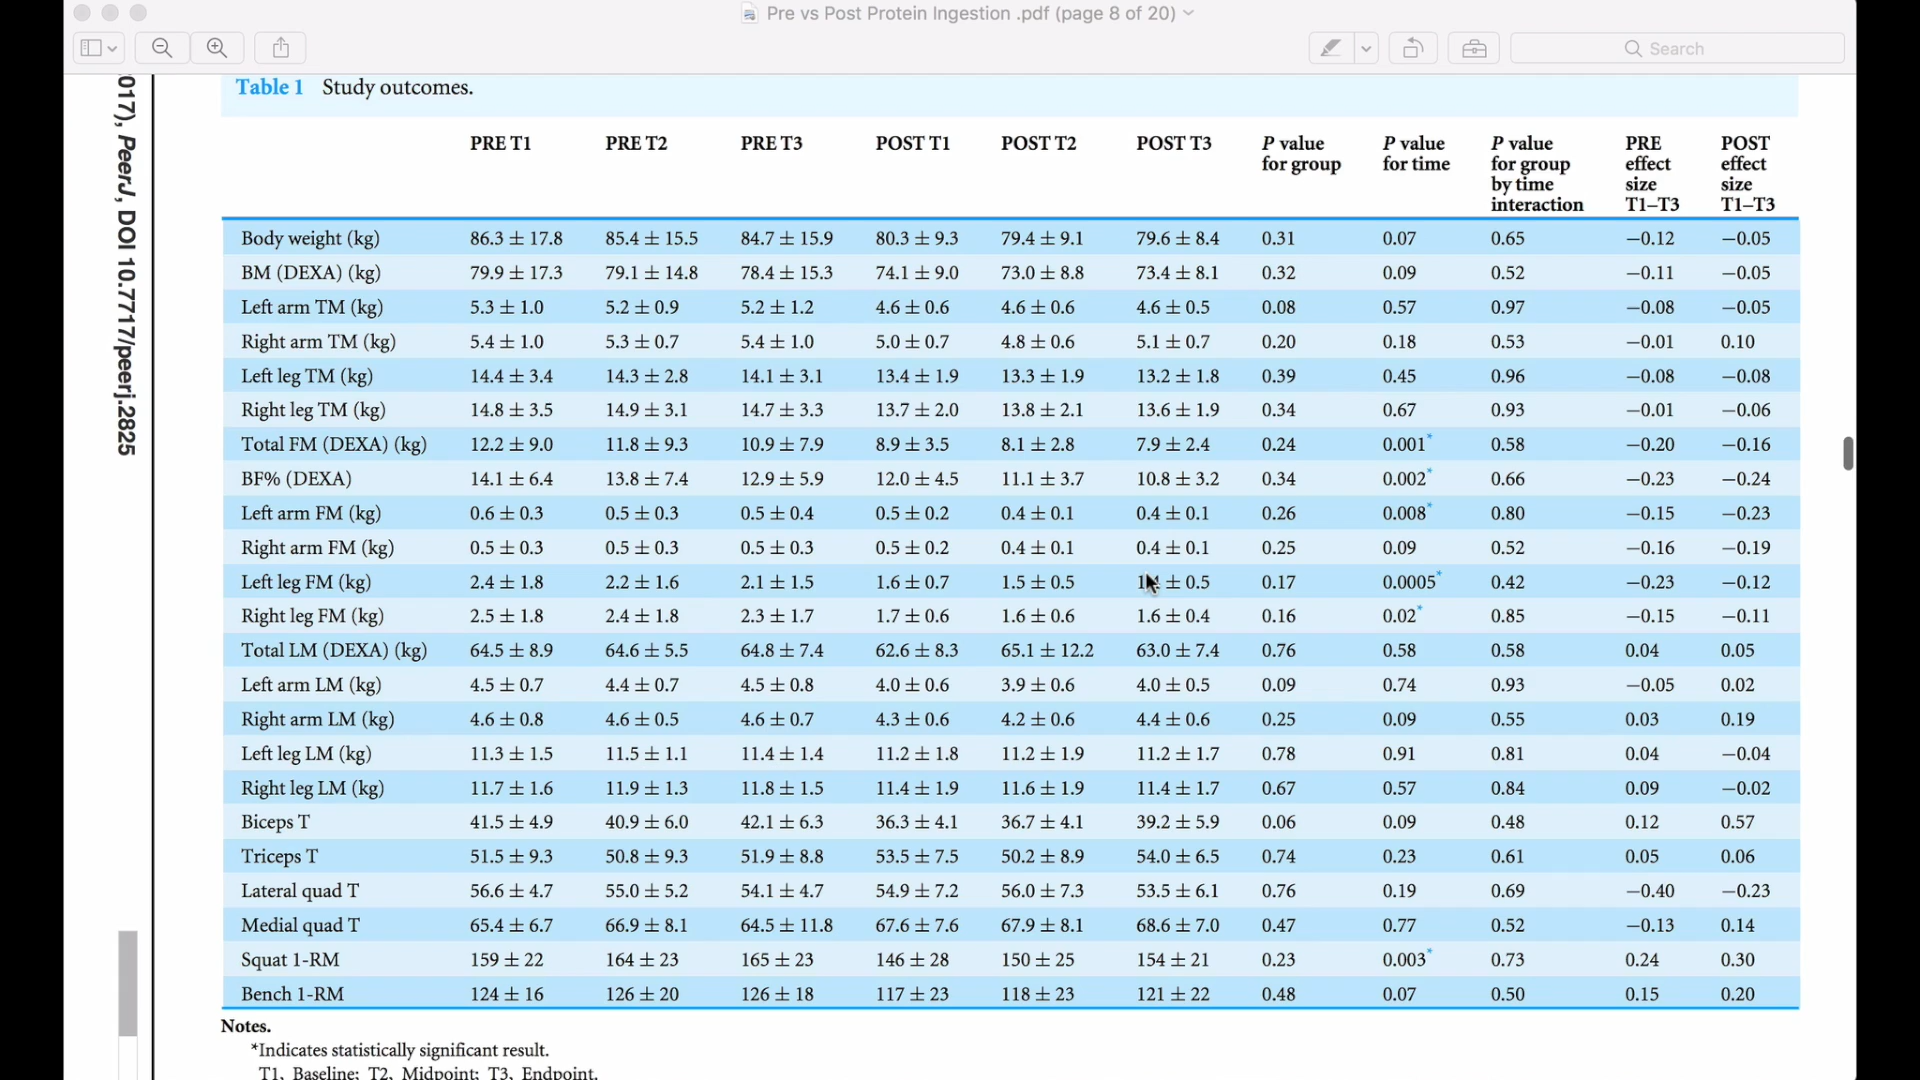 Pre vs Post Protein Ingestion .pdf (page 8 of 20)
Search
017), PeerJ, DOI 10.7717/peerj.2825
Table 1 Study outcomes.
PRE T1 PRE T2 PRE T3 POST T1 POST T2 POST T3 P value for group P value for time P value for group by time interaction PRE effect size T1–T3 POST effect size T1–T3
Body weight (kg) 86.3 ± 17.8 85.4 ± 15.5 84.7 ± 15.9 80.3 ± 9.3 79.4 ± 9.1 79.6 ± 8.4 0.31 0.07 0.65 −0.12 −0.05
BM (DEXA) (kg) 79.9 ± 17.3 79.1 ± 14.8 78.4 ± 15.3 74.1 ± 9.0 73.0 ± 8.8 73.4 ± 8.1 0.32 0.09 0.52 −0.11 −0.05
Left arm TM (kg) 5.3 ± 1.0 5.2 ± 0.9 5.2 ± 1.2 4.6 ± 0.6 4.6 ± 0.6 4.6 ± 0.5 0.08 0.57 0.97 −0.08 −0.05
Right arm TM (kg) 5.4 ± 1.0 5.3 ± 0.7 5.4 ± 1.0 5.0 ± 0.7 4.8 ± 0.6 5.1 ± 0.7 0.20 0.18 0.53 −0.01 0.10
Left leg TM (kg) 14.4 ± 3.4 14.3 ± 2.8 14.1 ± 3.1 13.4 ± 1.9 13.3 ± 1.9 13.2 ± 1.8 0.39 0.45 0.96 −0.08 −0.08
Right leg TM (kg) 14.8 ± 3.5 14.9 ± 3.1 14.7 ± 3.3 13.7 ± 2.0 13.8 ± 2.1 13.6 ± 1.9 0.34 0.67 0.93 −0.01 −0.06
Total FM (DEXA) (kg) 12.2 ± 9.0 11.8 ± 9.3 10.9 ± 7.9 8.9 ± 3.5 8.1 ± 2.8 7.9 ± 2.4 0.24 0.001* 0.58 −0.20 −0.16
BF% (DEXA) 14.1 ± 6.4 13.8 ± 7.4 12.9 ± 5.9 12.0 ± 4.5 11.1 ± 3.7 10.8 ± 3.2 0.34 0.002* 0.66 −0.23 −0.24
Left arm FM (kg) 0.6 ± 0.3 0.5 ± 0.3 0.5 ± 0.4 0.5 ± 0.2 0.4 ± 0.1 0.4 ± 0.1 0.26 0.008* 0.80 −0.15 −0.23
Right arm FM (kg) 0.5 ± 0.3 0.5 ± 0.3 0.5 ± 0.3 0.5 ± 0.2 0.4 ± 0.1 0.4 ± 0.1 0.25 0.09 0.52 −0.16 −0.19
Left leg FM (kg) 2.4 ± 1.8 2.2 ± 1.6 2.1 ± 1.5 1.6 ± 0.7 1.5 ± 0.5 ± 0.5 0.17 0.0005* 0.42 −0.23 −0.12
Right leg FM (kg) 2.5 ± 1.8 2.4 ± 1.8 2.3 ± 1.7 1.7 ± 0.6 1.6 ± 0.6 1.6 ± 0.4 0.16 0.02* 0.85 −0.15 −0.11
Total LM (DEXA) (kg) 64.5 ± 8.9 64.6 ± 5.5 64.8 ± 7.4 62.6 ± 8.3 65.1 ± 12.2 63.0 ± 7.4 0.76 0.58 0.58 0.04 0.05
Left arm LM (kg) 4.5 ± 0.7 4.4 ± 0.7 4.5 ± 0.8 4.0 ± 0.6 3.9 ± 0.6 4.0 ± 0.5 0.09 0.74 0.93 −0.05 0.02
Right arm LM (kg) 4.6 ± 0.8 4.6 ± 0.5 4.6 ± 0.7 4.3 ± 0.6 4.2 ± 0.6 4.4 ± 0.6 0.25 0.09 0.55 0.03 0.19
Left leg LM (kg) 11.3 ± 1.5 11.5 ± 1.1 11.4 ± 1.4 11.2 ± 1.8 11.2 ± 1.9 11.2 ± 1.7 0.78 0.91 0.81 0.04 −0.04
Right leg LM (kg) 11.7 ± 1.6 11.9 ± 1.3 11.8 ± 1.5 11.4 ± 1.9 11.6 ± 1.9 11.4 ± 1.7 0.67 0.57 0.84 0.09 −0.02
Biceps T 41.5 ± 4.9 40.9 ± 6.0 42.1 ± 6.3 36.3 ± 4.1 36.7 ± 4.1 39.2 ± 5.9 0.06 0.09 0.48 0.12 0.57
Triceps T 51.5 ± 9.3 50.8 ± 9.3 51.9 ± 8.8 53.5 ± 7.5 50.2 ± 8.9 54.0 ± 6.5 0.74 0.23 0.61 0.05 0.06
Lateral quad T 56.6 ± 4.7 55.0 ± 5.2 54.1 ± 4.7 54.9 ± 7.2 56.0 ± 7.3 53.5 ± 6.1 0.76 0.19 0.69 −0.40 −0.23
Medial quad T 65.4 ± 6.7 66.9 ± 8.1 64.5 ± 11.8 67.6 ± 7.6 67.9 ± 8.1 68.6 ± 7.0 0.47 0.77 0.52 −0.13 0.14
Squat 1-RM 159 ± 22 164 ± 23 165 ± 23 146 ± 28 150 ± 25 154 ± 21 0.23 0.003* 0.73 0.24 0.30
Bench 1-RM 124 ± 16 126 ± 20 126 ± 18 117 ± 23 118 ± 23 121 ± 22 0.48 0.07 0.50 0.15 0.20
Notes.
*Indicates statistically significant result.
T1, Baseline; T2, Midpoint; T3, Endpoint.